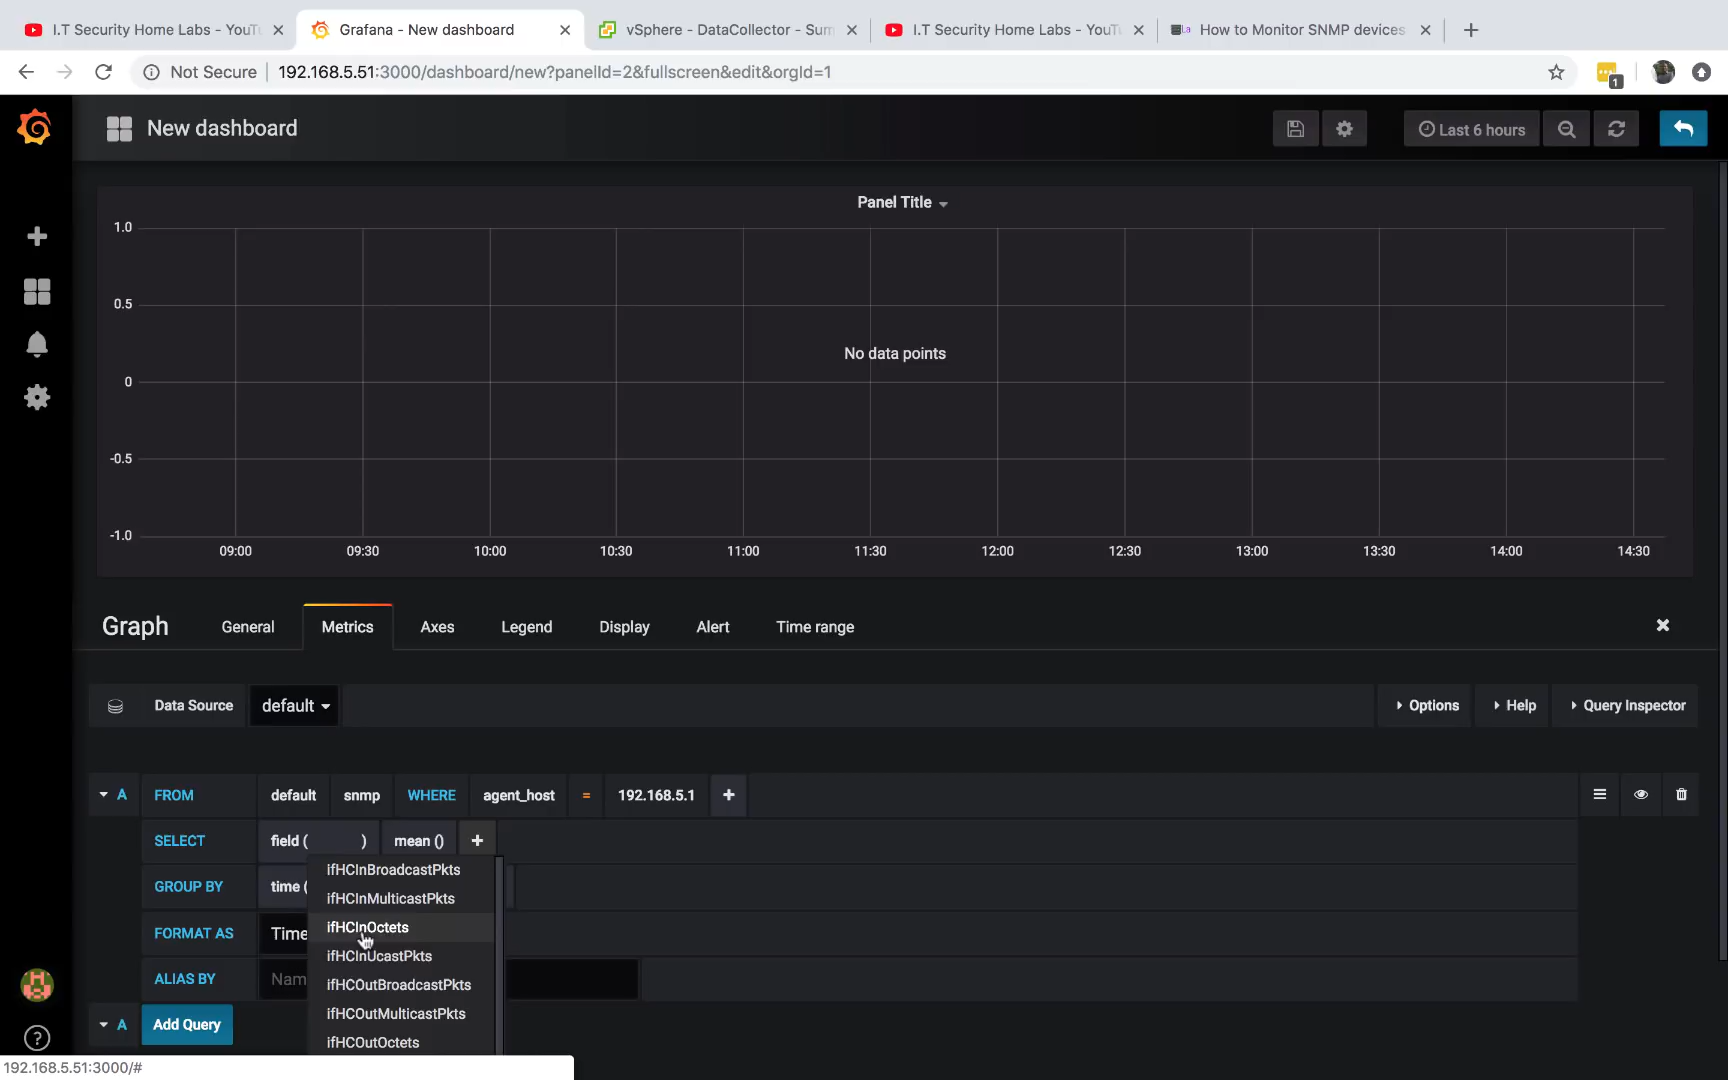 I.T Security Home Labs - YouTu
Grafana - New dashboard
vSphere - DataCollector - Sum
I.T Security Home Labs - YouTu
How to Monitor SNMP devices
Not Secure
192.168.5.51:3000/dashboard/new?panelId=2&fullscreen&edit&orgId=1
1
New dashboard
Last 6 hours
Panel Title
1.0
0.5
No data points
0
-0.5
-1.0
09:00 09:30 10:00 10:30 11:00 11:30 12:00 12:30 13:00 13:30 14:00 14:30
Graph General Metrics Axes Legend Display Alert Time range
Data Source default Options Help Query Inspector
A FROM default snmp WHERE agent_host = 192.168.5.1 +
SELECT field ( ) mean () +
ifHCInBroadcastPkts
GROUP BY time (
ifHCInMulticastPkts
ifHCInOctets
FORMAT AS Time
ifHCInUcastPkts
ALIAS BY Nam
ifHCOutBroadcastPkts
ifHCOutMulticastPkts
A Add Query
ifHCOutOctets
192.168.5.51:3000/#